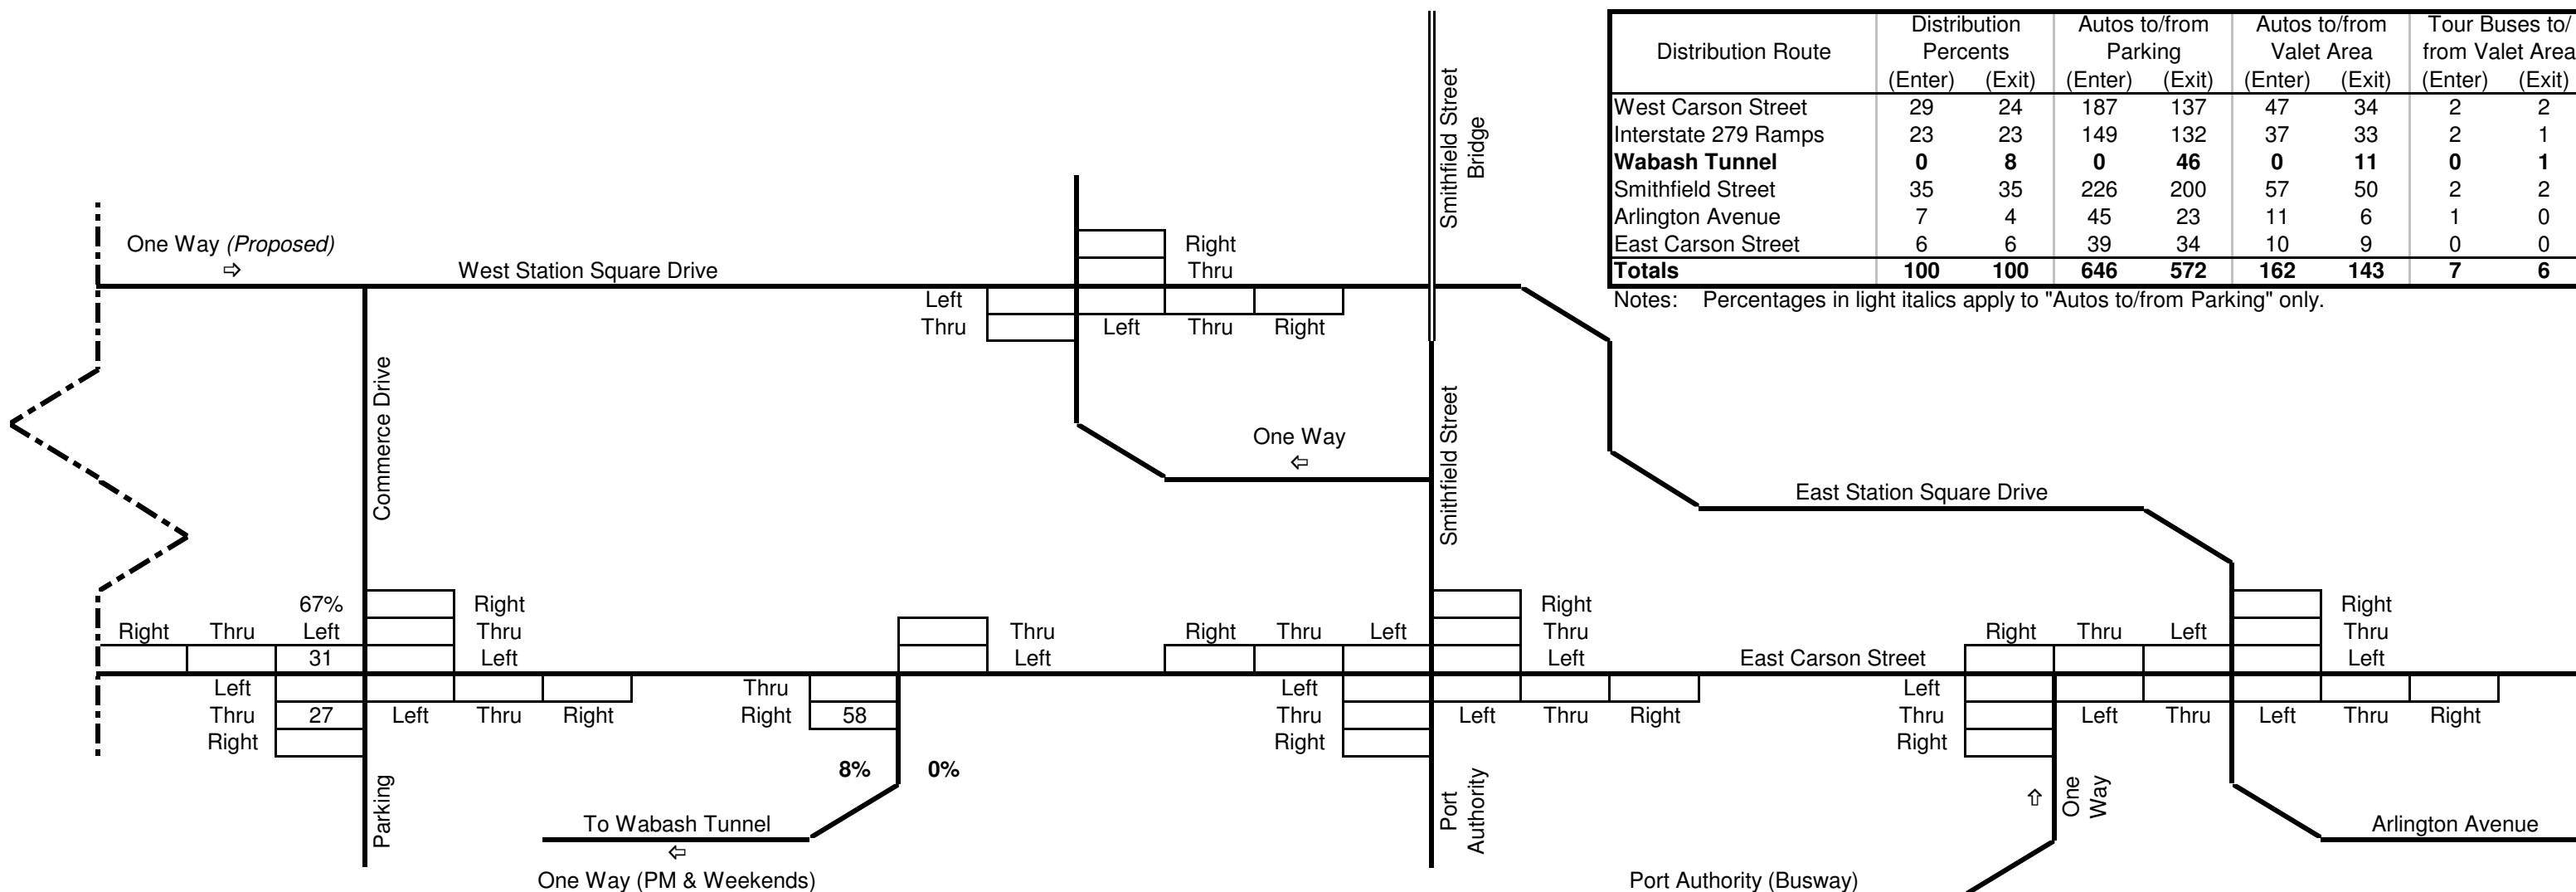 Distribution Route
Distribution Percents
Autos to/from Parking
Autos to/from Valet Area
Tour Buses to/ from Valet Area
(Enter) (Exit) (Enter) (Exit) (Enter) (Exit) (Enter) (Exit)
West Carson Street 29 24 187 137 47 34 2 2
Interstate 279 Ramps 23 23 149 132 37 33 2 1
Wabash Tunnel 0 8 0 46 0 11 0 1
Smithfield Street 35 35 226 200 57 50 2 2
Arlington Avenue 7 4 45 23 11 6 1 0
East Carson Street 6 6 39 34 10 9 0 0
Totals 100 100 646 572 162 143 7 6
Notes: Percentages in light italics apply to "Autos to/from Parking" only.
Smithfield Street
Bridge
One Way (Proposed)
⇨
West Station Square Drive
Right
Thru
Left
Thru
Left Thru Right
Commerce Drive
One Way
⇦
Smithfield Street
East Station Square Drive
67%
Right Thru Left
31
Right
Thru
Left
Left
Thru 27
Right
Left Thru Right
Parking
Thru
Left
Thru
Right 58
8% 0%
To Wabash Tunnel
⇦
One Way (PM & Weekends)
Right Thru Left
Right
Thru
Left
Left
Thru
Right
Left Thru Right
Port
Authority
East Carson Street
Right Thru Left
Right
Thru
Left
Left
Thru
Right
Left Thru Left Thru Right
⇧
One
Way
Arlington Avenue
Port Authority (Busway)